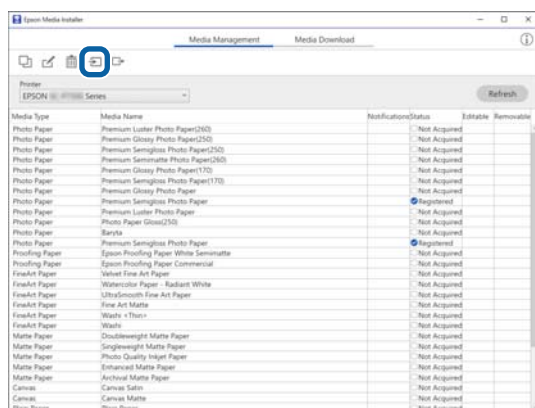 Epson Media Installer
Media Management Media Download
Printer
EPSON Series
Refresh
Media Type Media Name Notifications Status Editable Removable
Photo Paper Premium Luster Photo Paper(260) Not Acquired
Photo Paper Premium Glossy Photo Paper(250) Not Acquired
Photo Paper Premium Semigloss Photo Paper(250) Not Acquired
Photo Paper Premium Semimatte Photo Paper(260) Not Acquired
Photo Paper Premium Glossy Photo Paper(170) Not Acquired
Photo Paper Premium Semigloss Photo Paper(170) Not Acquired
Photo Paper Premium Glossy Photo Paper Not Acquired
Photo Paper Premium Semigloss Photo Paper Registered
Photo Paper Premium Luster Photo Paper Not Acquired
Photo Paper Photo Paper Gloss(250) Not Acquired
Photo Paper Baryta Not Acquired
Photo Paper Premium Semigloss Photo Paper Registered
Proofing Paper Epson Proofing Paper White Semimatte Not Acquired
Proofing Paper Epson Proofing Paper Commercial Not Acquired
FineArt Paper Velvet Fine Art Paper Not Acquired
FineArt Paper Watercolor Paper - Radiant White Not Acquired
FineArt Paper UltraSmooth Fine Art Paper Not Acquired
FineArt Paper Fine Art Matte Not Acquired
FineArt Paper Washi <Thin> Not Acquired
FineArt Paper Washi Not Acquired
Matte Paper Doubleweight Matte Paper Not Acquired
Matte Paper Singleweight Matte Paper Not Acquired
Matte Paper Photo Quality Inkjet Paper Not Acquired
Matte Paper Enhanced Matte Paper Not Acquired
Matte Paper Archival Matte Paper Not Acquired
Canvas Canvas Satin Not Acquired
Canvas Canvas Matte Not Acquired